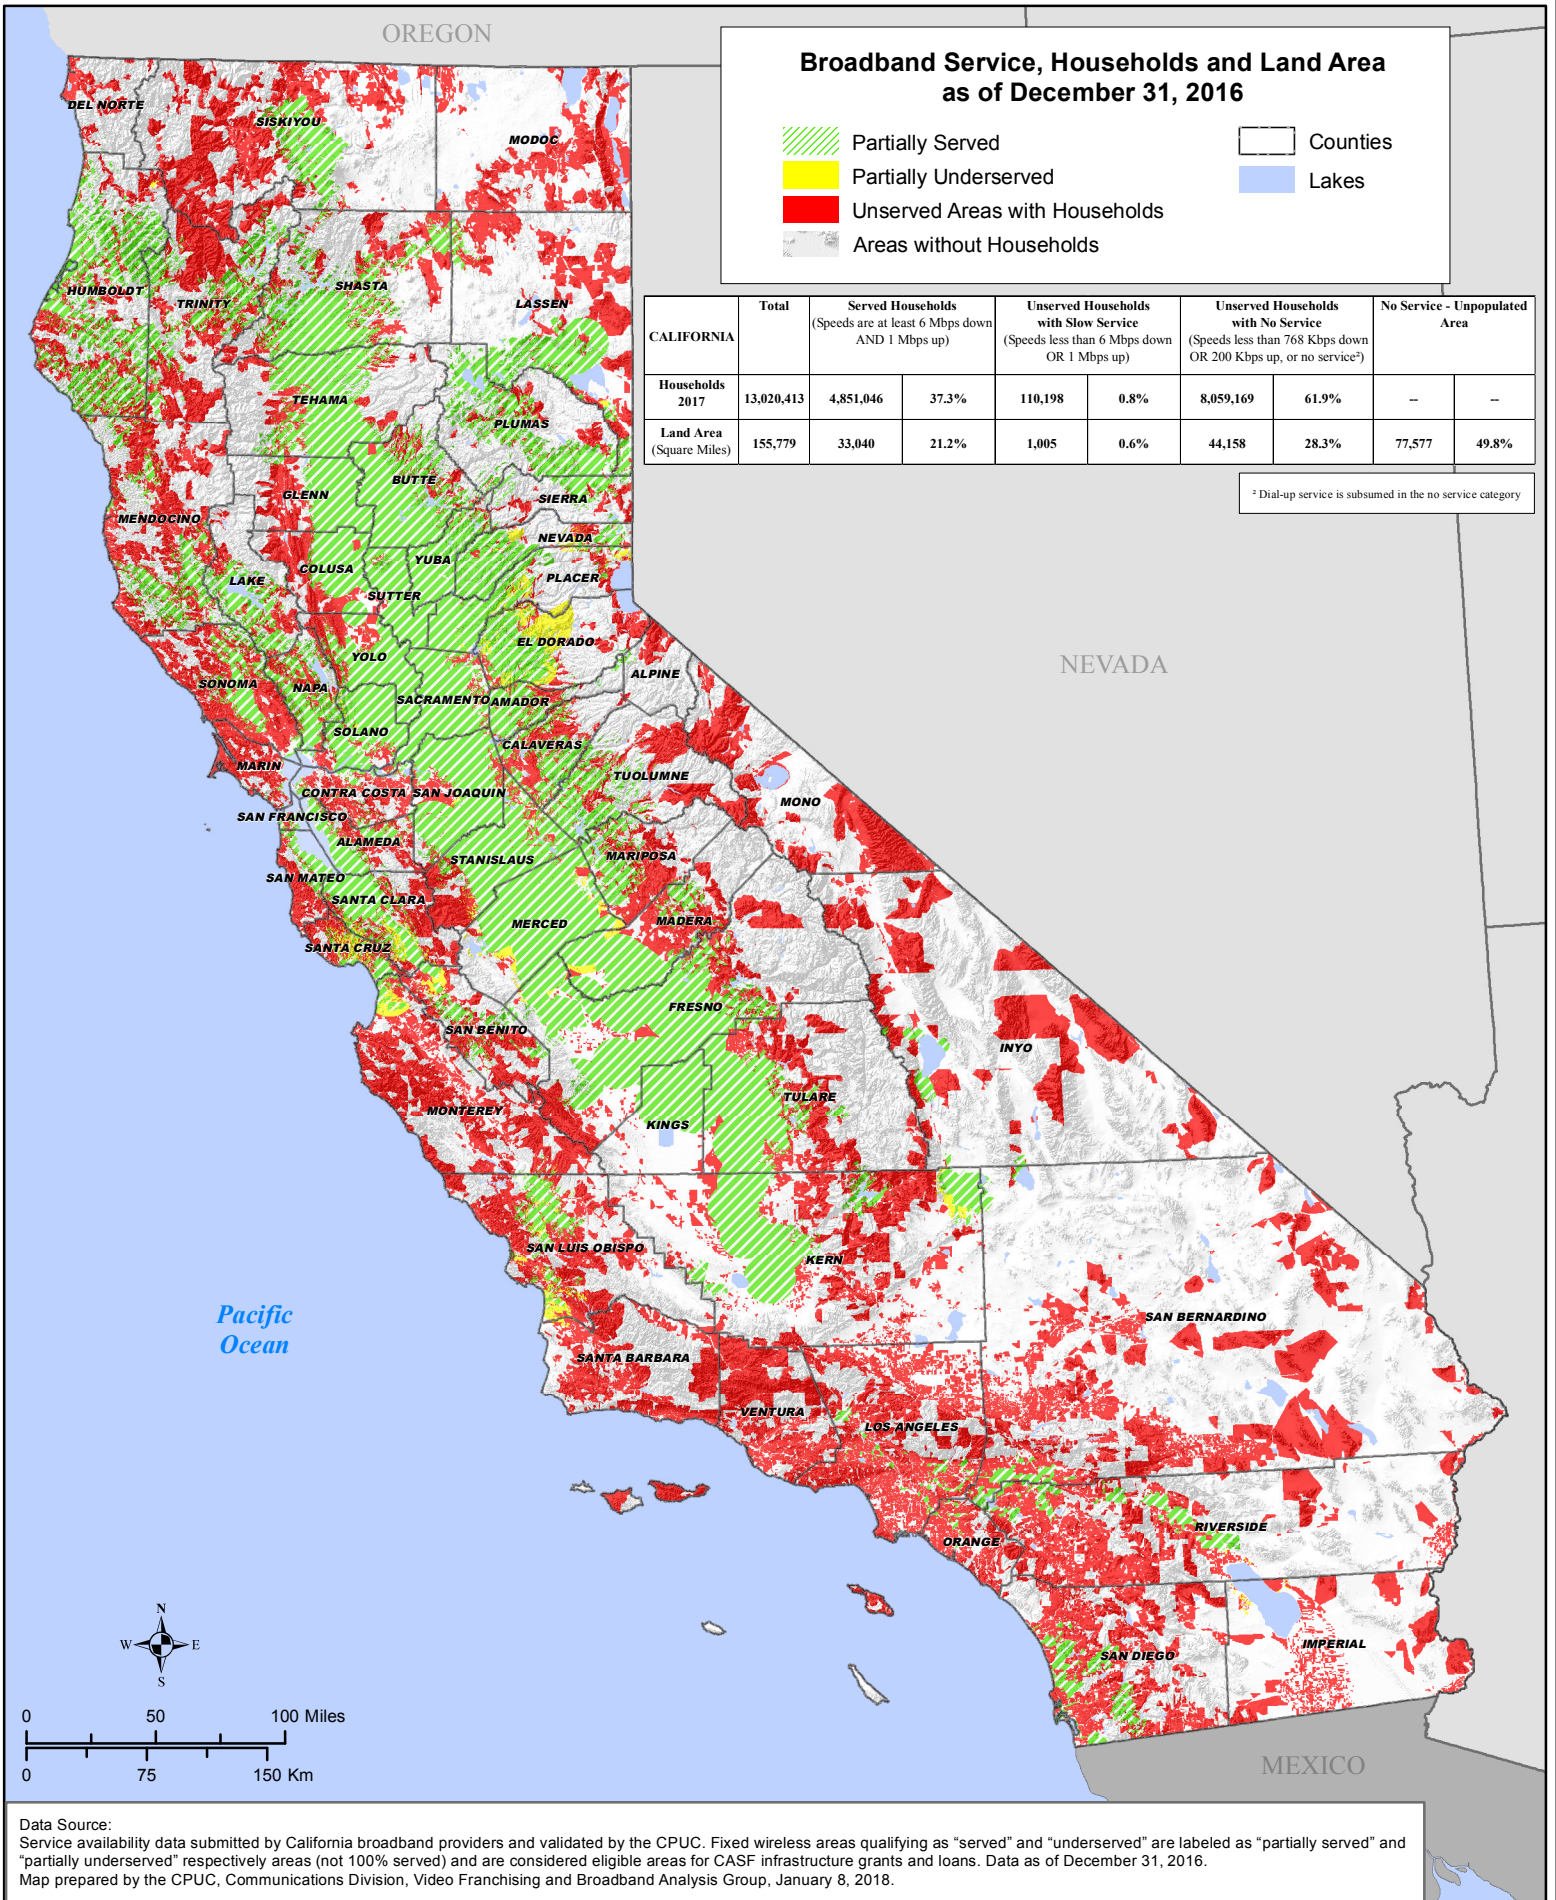 OREGON
Broadband Service, Households and Land Area
as of December 31, 2016
Partially Served
Partially Underserved
Unserved Areas with Households
Areas without Households
Counties
Lakes
CALIFORNIA
Total
Served Households
(Speeds are at least 6 Mbps down
AND 1 Mbps up)
Unserved Households
with Slow Service
(Speeds less than 6 Mbps down
OR 1 Mbps up)
Unserved Households
with No Service
(Speeds less than 768 Kbps down
OR 200 Kbps up, or no service²)
No Service - Unpopulated
Area
Households
2017
13,020,413
4,851,046
37.3%
110,198
0.8%
8,059,169
61.9%
--
--
Land Area
(Square Miles)
155,779
33,040
21.2%
1,005
0.6%
44,158
28.3%
77,577
49.8%
² Dial-up service is subsumed in the no service category
DEL NORTE
SISKIYOU
MODOC
HUMBOLDT
TRINITY
SHASTA
LASSEN
TEHAMA
PLUMAS
GLENN
BUTTE
SIERRA
MENDOCINO
NEVADA
YUBA
COLUSA
LAKE
PLACER
SUTTER
EL DORADO
YOLO
SONOMA
NAPA
ALPINE
SACRAMENTO
AMADOR
SOLANO
CALAVERAS
MARIN
TUOLUMNE
CONTRA COSTA
SAN JOAQUIN
MONO
SAN FRANCISCO
ALAMEDA
STANISLAUS
MARIPOSA
SAN MATEO
SANTA CLARA
MERCED
MADERA
SANTA CRUZ
FRESNO
SAN BENITO
INYO
MONTEREY
TULARE
KINGS
SAN LUIS OBISPO
KERN
SAN BERNARDINO
SANTA BARBARA
VENTURA
LOS ANGELES
RIVERSIDE
ORANGE
SAN DIEGO
IMPERIAL
NEVADA
MEXICO
Pacific
Ocean
N
W
E
S
0
50
100 Miles
0
75
150 Km
Data Source:
Service availability data submitted by California broadband providers and validated by the CPUC. Fixed wireless areas qualifying as “served” and “underserved” are labeled as “partially served” and
“partially underserved” respectively areas (not 100% served) and are considered eligible areas for CASF infrastructure grants and loans. Data as of December 31, 2016.
Map prepared by the CPUC, Communications Division, Video Franchising and Broadband Analysis Group, January 8, 2018.